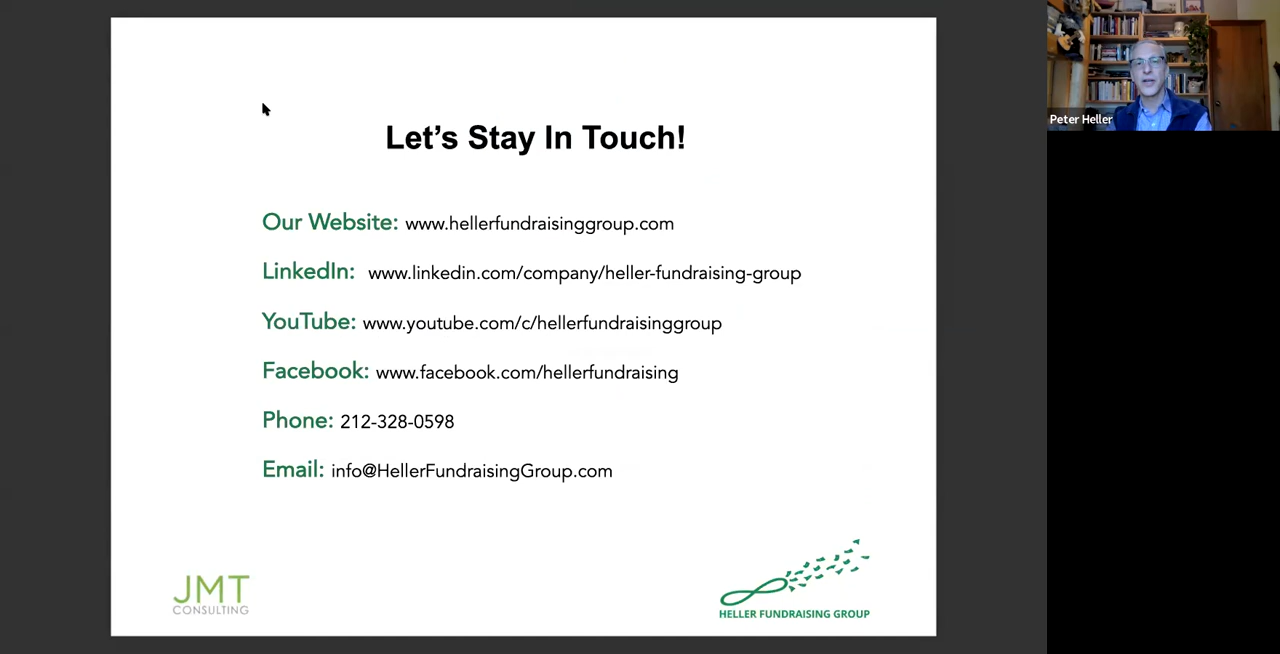 Let's Stay In Touch!
Our Website: www.hellerfundraisinggroup.com
LinkedIn: www.linkedin.com/company/heller-fundraising-group
YouTube: www.youtube.com/c/hellerfundraisinggroup
Facebook: www.facebook.com/hellerfundraising
Phone: 212-328-0598
Email: info@HellerFundraisingGroup.com
JMT
CONSULTING
HELLER FUNDRAISING GROUP
Peter Heller